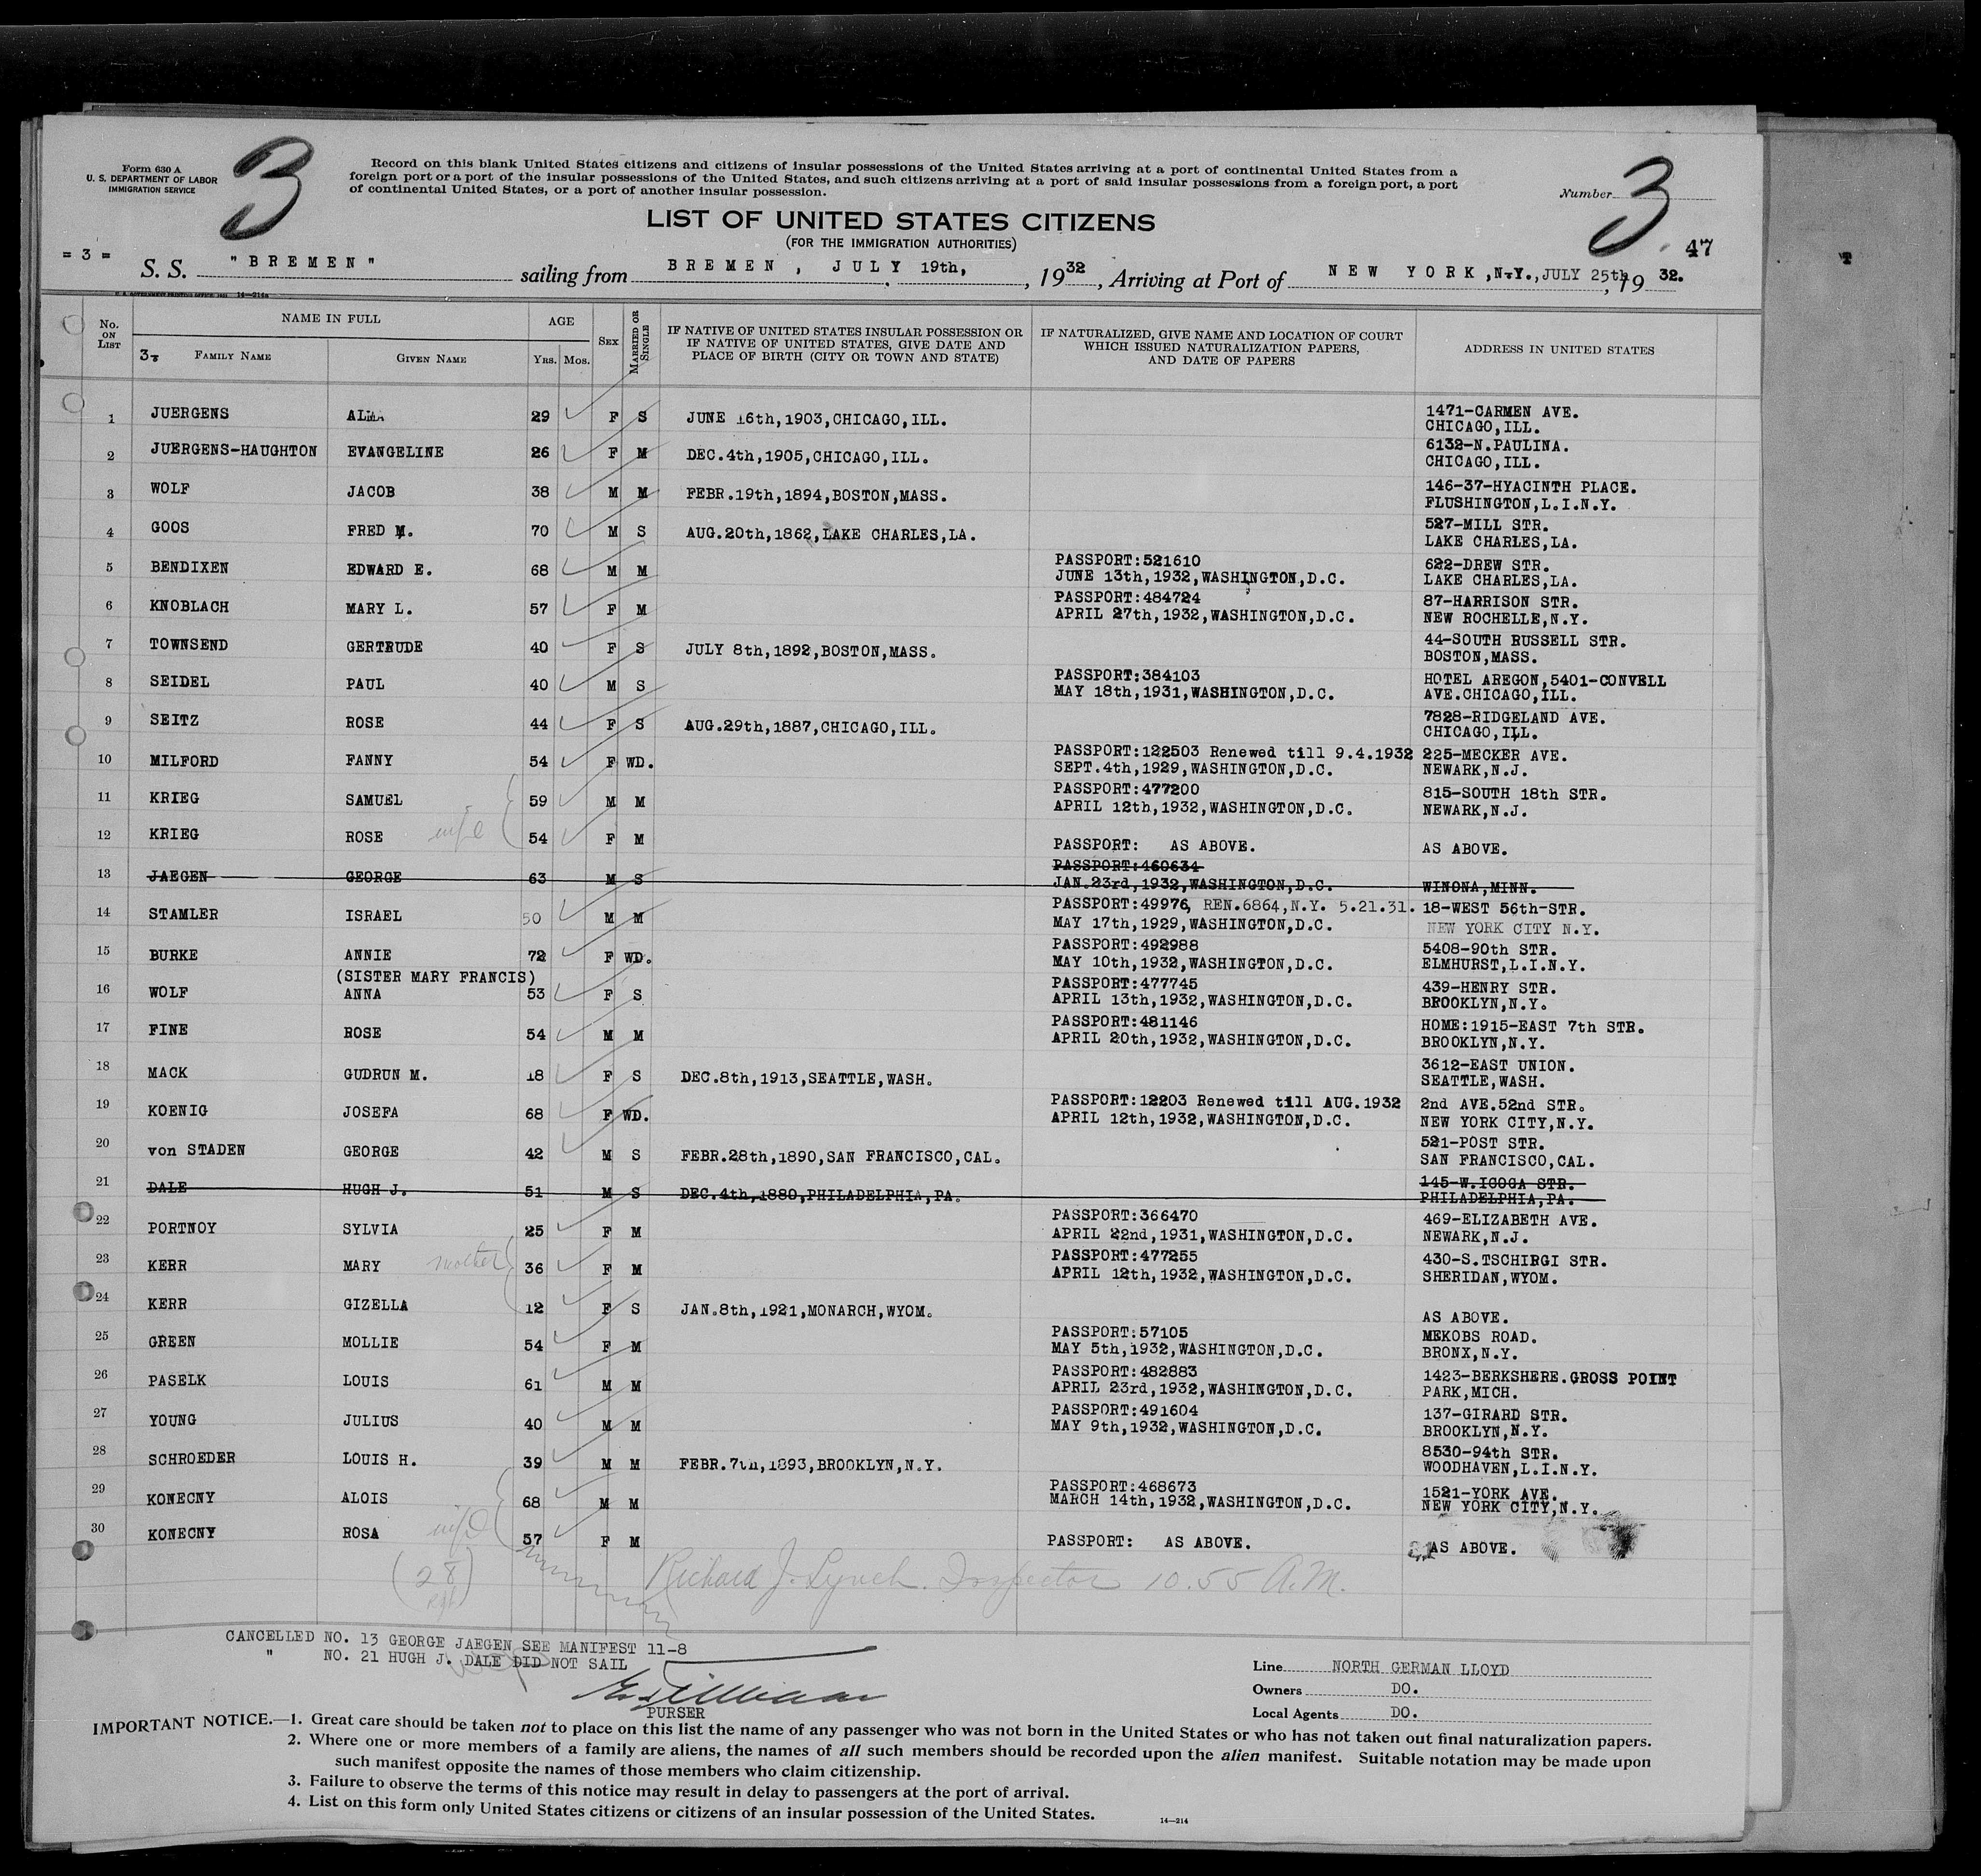 Form 630 A
U. S. DEPARTMENT OF LABOR
IMMIGRATION SERVICE
3
Record on this blank United States citizens and citizens of insular possessions of the United States arriving at a port of continental United States from a
foreign port or a port of the insular possessions of the United States, and such citizens arriving at a port of said insular possessions from a foreign port, a port
of continental United States, or a port of another insular possession.
Number 3
LIST OF UNITED STATES CITIZENS
(FOR THE IMMIGRATION AUTHORITIES)
47
= 3 =
S. S. "BREMEN" sailing from BREMEN, JULY 19th, , 1932, Arriving at Port of NEW YORK,N.Y.,JULY 25th, 1932.
No. ON LIST
NAME IN FULL
FAMILY NAME
GIVEN NAME
AGE
Yrs. Mos.
SEX
MARRIED OR SINGLE
IF NATIVE OF UNITED STATES INSULAR POSSESSION OR
IF NATIVE OF UNITED STATES, GIVE DATE AND
PLACE OF BIRTH (CITY OR TOWN AND STATE)
IF NATURALIZED, GIVE NAME AND LOCATION OF COURT
WHICH ISSUED NATURALIZATION PAPERS,
AND DATE OF PAPERS
ADDRESS IN UNITED STATES
1 JUERGENS ALMA 29 F S JUNE 16th,1903,CHICAGO,ILL. 1471-CARMEN AVE.
CHICAGO,ILL.
2 JUERGENS-HAUGHTON EVANGELINE 26 F M DEC.4th,1905,CHICAGO,ILL. 6132-N.PAULINA.
CHICAGO,ILL.
3 WOLF JACOB 38 M M FEBR.19th,1894,BOSTON,MASS. 146-37-HYACINTH PLACE.
FLUSHINGTON,L.I.N.Y.
4 GOOS FRED M. 70 M S AUG.20th,1862,LAKE CHARLES,LA. 527-MILL STR.
LAKE CHARLES,LA.
5 BENDIXEN EDWARD E. 68 M M PASSPORT:521610 622-DREW STR.
JUNE 13th,1932,WASHINGTON,D.C. LAKE CHARLES,LA.
6 KNOBLACH MARY L. 57 F M PASSPORT:484724 87-HARRISON STR.
APRIL 27th,1932,WASHINGTON,D.C. NEW ROCHELLE,N.Y.
7 TOWNSEND GERTRUDE 40 F S JULY 8th,1892,BOSTON,MASS. 44-SOUTH RUSSELL STR.
BOSTON,MASS.
8 SEIDEL PAUL 40 M S PASSPORT:384103 HOTEL AREGON,5401-CONVELL
MAY 18th,1931,WASHINGTON,D.C. AVE.CHICAGO,ILL.
9 SEITZ ROSE 44 F S AUG.29th,1887,CHICAGO,ILL. 7828-RIDGELAND AVE.
CHICAGO,ILL.
10 MILFORD FANNY 54 F WD. PASSPORT:122503 Renewed till 9.4.1932 225-MECKER AVE.
SEPT.4th,1929,WASHINGTON,D.C. NEWARK,N.J.
11 KRIEG SAMUEL 59 M M PASSPORT:477200 815-SOUTH 18th STR.
APRIL 12th,1932,WASHINGTON,D.C. NEWARK,N.J.
12 KRIEG ROSE wife 54 F M PASSPORT: AS ABOVE. AS ABOVE.
13 JAEGEN GEORGE 63 M S PASSPORT:460634
JAN.23rd,1932,WASHINGTON,D.C. WINONA,MINN.
14 STAMLER ISRAEL 50 M M PASSPORT:49976, REN.6864,N.Y. 5.21.31. 18-WEST 56th-STR.
MAY 17th,1929,WASHINGTON,D.C. NEW YORK CITY N.Y.
15 BURKE ANNIE 72 F WD. PASSPORT:492988 5408-90th STR.
MAY 10th,1932,WASHINGTON,D.C. ELMHURST,L.I.N.Y.
(SISTER MARY FRANCIS)
16 WOLF ANNA 53 F S PASSPORT:477745 439-HENRY STR.
APRIL 13th,1932,WASHINGTON,D.C. BROOKLYN,N.Y.
17 FINE ROSE 54 M M PASSPORT:481146 HOME:1915-EAST 7th STR.
APRIL 20th,1932,WASHINGTON,D.C. BROOKLYN,N.Y.
18 MACK GUDRUN M. 18 F S DEC.8th,1913,SEATTLE,WASH. 3612-EAST UNION.
SEATTLE,WASH.
19 KOENIG JOSEFA 68 F WD. PASSPORT:12203 Renewed till AUG.1932 2nd AVE.52nd STR.
APRIL 12th,1932,WASHINGTON,D.C. NEW YORK CITY,N.Y.
20 von STADEN GEORGE 42 M S FEBR.28th,1890,SAN FRANCISCO,CAL. 521-POST STR.
SAN FRANCISCO,CAL.
21 DALE HUGH J. 51 M S DEC.4th,1880,PHILADELPHIA,PA. 145-W.ICOGA STR.
PHILADELPHIA,PA.
22 PORTNOY SYLVIA 25 F M PASSPORT:366470 469-ELIZABETH AVE.
APRIL 22nd,1931,WASHINGTON,D.C. NEWARK,N.J.
23 KERR MARY mother 36 F M PASSPORT:477255 430-S.TSCHIRGI STR.
APRIL 12th,1932,WASHINGTON,D.C. SHERIDAN,WYOM.
24 KERR GIZELLA 12 F S JAN.8th,1921,MONARCH,WYOM. AS ABOVE.
25 GREEN MOLLIE 54 F M PASSPORT:57105 MEKOBS ROAD.
MAY 5th,1932,WASHINGTON,D.C. BRONX,N.Y.
26 PASELK LOUIS 61 M M PASSPORT:482883 1423-BERKSHERE.GROSS POINT
APRIL 23rd,1932,WASHINGTON,D.C. PARK,MICH.
27 YOUNG JULIUS 40 M M PASSPORT:491604 137-GIRARD STR.
MAY 9th,1932,WASHINGTON,D.C. BROOKLYN,N.Y.
28 SCHROEDER LOUIS H. 39 M M FEBR.7th,1893,BROOKLYN,N.Y. 8530-94th STR.
WOODHAVEN,L.I.N.Y.
29 KONECNY ALOIS 68 M M PASSPORT:468673 1521-YORK AVE.
MARCH 14th,1932,WASHINGTON,D.C. NEW YORK CITY,N.Y.
30 KONECNY ROSA wife 57 F M PASSPORT: AS ABOVE. AS ABOVE.
(28) Richard J. Lynch. Inspector 10.55 A.M.
CANCELLED NO. 13 GEORGE JAEGEN SEE MANIFEST 11-8
" NO. 21 HUGH J. DALE DID NOT SAIL
PURSER
Line NORTH GERMAN LLOYD
Owners DO.
Local Agents DO.
IMPORTANT NOTICE.—1. Great care should be taken not to place on this list the name of any passenger who was not born in the United States or who has not taken out final naturalization papers.
2. Where one or more members of a family are aliens, the names of all such members should be recorded upon the alien manifest. Suitable notation may be made upon
such manifest opposite the names of those members who claim citizenship.
3. Failure to observe the terms of this notice may result in delay to passengers at the port of arrival.
4. List on this form only United States citizens or citizens of an insular possession of the United States.
14—214